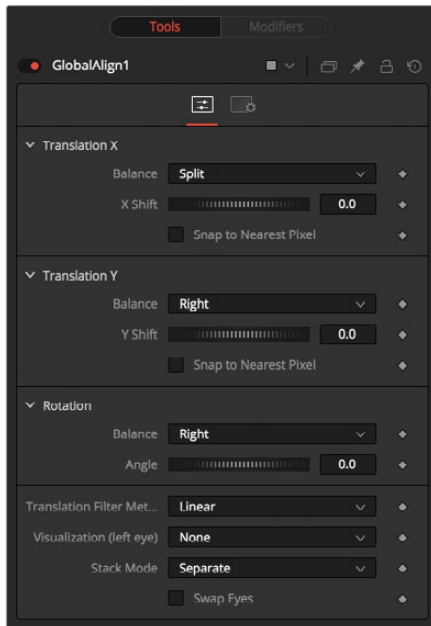 Tools Modifiers
GlobalAlign1
Translation X
Balance Split
X Shift 0.0
Snap to Nearest Pixel
Translation Y
Balance Right
Y Shift 0.0
Snap to Nearest Pixel
Rotation
Balance Right
Angle 0.0
Translation Filter Met... Linear
Visualization (left eye) None
Stack Mode Separate
Swap Eyes